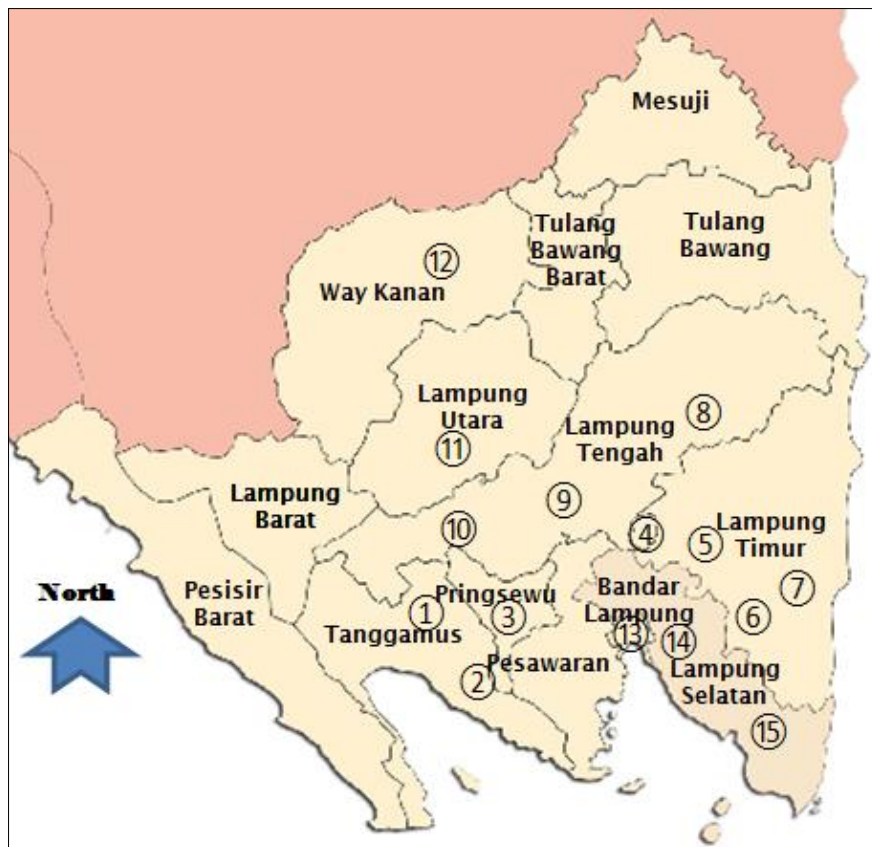 Mesuji
Tulang
Bawang
Barat
Tulang
Bawang
12
Way Kanan
Lampung
Utara
11
8
Lampung
Tengah
9
10
Lampung
Barat
4
5
Lampung
Timur
7
6
North
Pesisir
Barat
1
Tanggamus
2
Pringsewu
3
Pesawaran
Bandar
Lampung
13
14
Lampung
Selatan
15